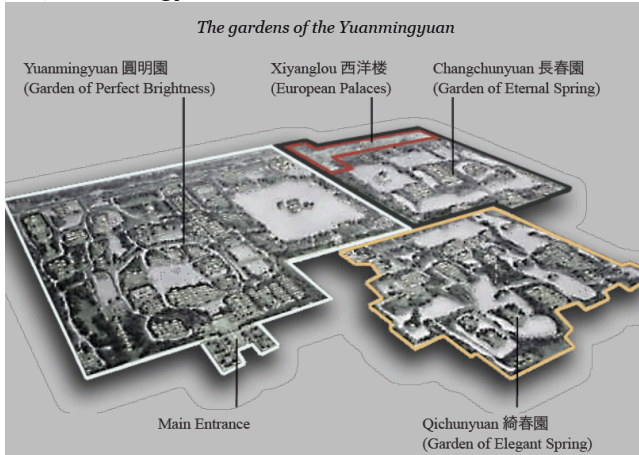 The gardens of the Yuanmingyuan
Yuanmingyuan 圓明園
(Garden of Perfect Brightness)
Xiyanglou 西洋楼
(European Palaces)
Changchunyuan 長春園
(Garden of Eternal Spring)
Main Entrance
Qichunyuan 綺春園
(Garden of Elegant Spring)